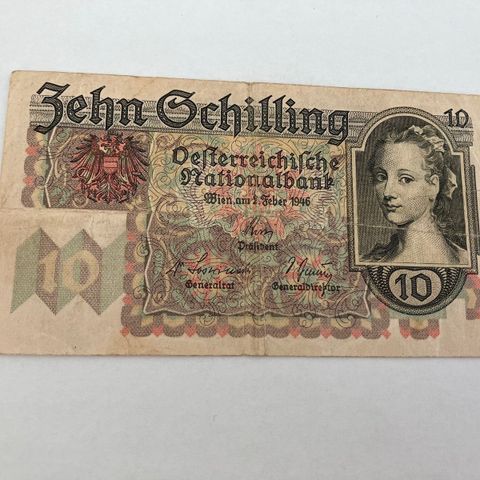 Zehn Schilling 10
Oesterreichische
Nationalbank
Wien, am 2. Feber 1946
Präsident
Generalrat Generaldirektor
10 10